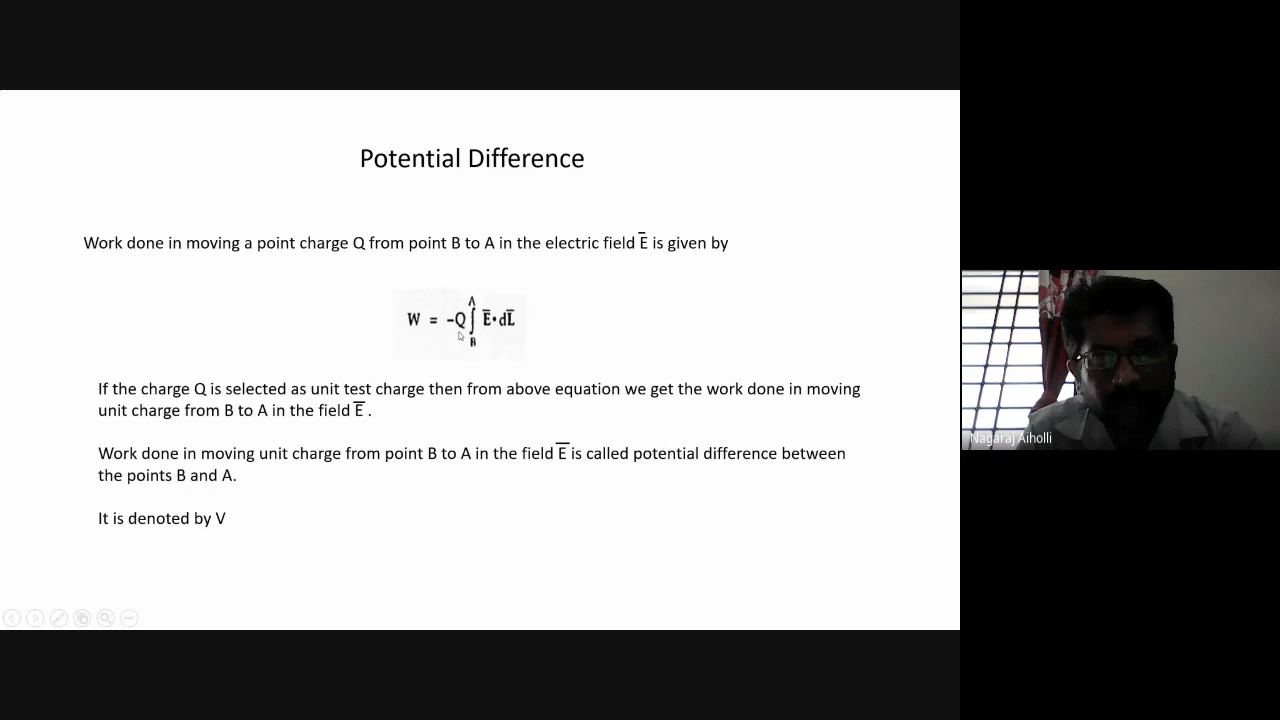 Potential Difference
Work done in moving a point charge Q from point B to A in the electric field E̅ is given by
W = -Q ∫_B^A E̅ • dL̅
If the charge Q is selected as unit test charge then from above equation we get the work done in moving
unit charge from B to A in the field E̅ .
Work done in moving unit charge from point B to A in the field E̅ is called potential difference between
the points B and A.
It is denoted by V
Nagaraj Aiholli